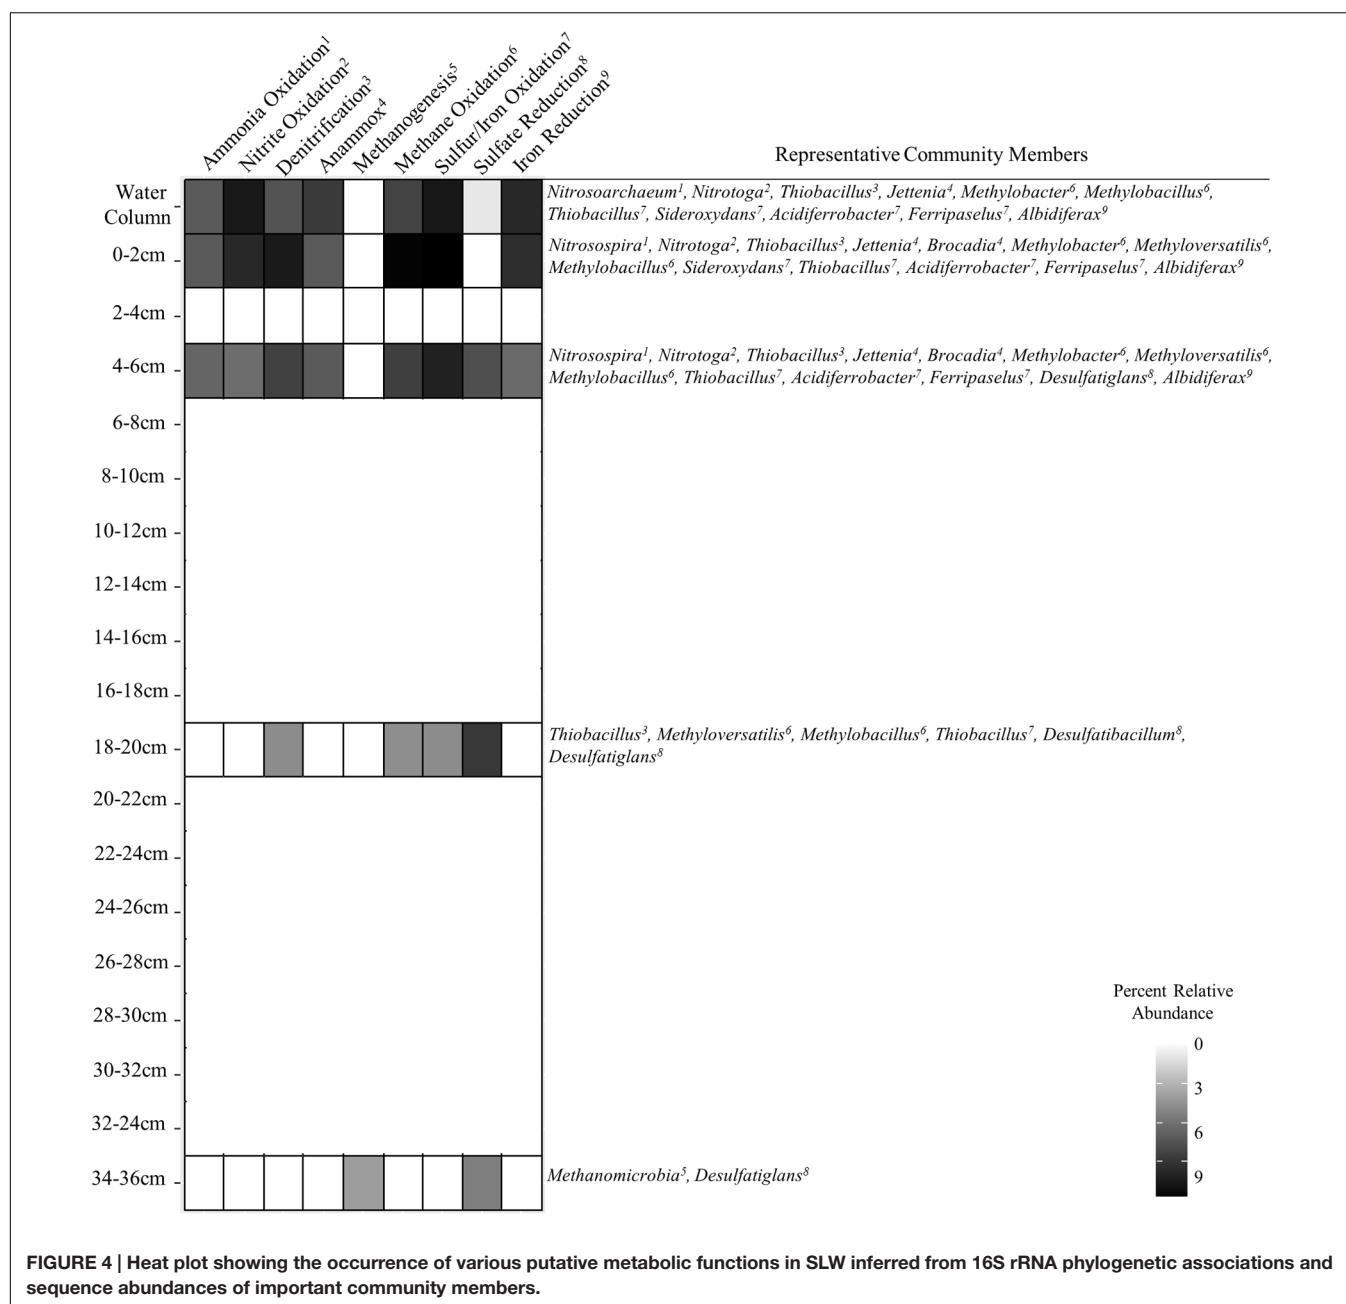 Ammonia Oxidation¹
Nitrite Oxidation²
Denitrification³
Anammox⁴
Methanogenesis⁵
Methane Oxidation⁶
Sulfur/Iron Oxidation⁷
Sulfate Reduction⁸
Iron Reduction⁹
Representative Community Members
Water
Column
Nitrosoarchaeum¹, Nitrotoga², Thiobacillus³, Jettenia⁴, Methylobacter⁶, Methylobacillus⁶,
Thiobacillus⁷, Sideroxydans⁷, Acidiferrobacter⁷, Ferripaselus⁷, Albidiferax⁹
0-2cm
Nitrosospira¹, Nitrotoga², Thiobacillus³, Jettenia⁴, Brocadia⁴, Methylobacter⁶, Methyloversatilis⁶,
Methylobacillus⁶, Sideroxydans⁷, Thiobacillus⁷, Acidiferrobacter⁷, Ferripaselus⁷, Albidiferax⁹
2-4cm
4-6cm
Nitrosospira¹, Nitrotoga², Thiobacillus³, Jettenia⁴, Brocadia⁴, Methylobacter⁶, Methyloversatilis⁶,
Methylobacillus⁶, Thiobacillus⁷, Acidiferrobacter⁷, Ferripaselus⁷, Desulfatiglans⁸, Albidiferax⁹
6-8cm
8-10cm
10-12cm
12-14cm
14-16cm
16-18cm
18-20cm
Thiobacillus³, Methyloversatilis⁶, Methylobacillus⁶, Thiobacillus⁷, Desulfatibacillum⁸,
Desulfatiglans⁸
20-22cm
22-24cm
24-26cm
26-28cm
28-30cm
30-32cm
32-24cm
34-36cm
Methanomicrobia⁵, Desulfatiglans⁸
Percent Relative
Abundance
0
3
6
9
FIGURE 4 | Heat plot showing the occurrence of various putative metabolic functions in SLW inferred from 16S rRNA phylogenetic associations and
sequence abundances of important community members.